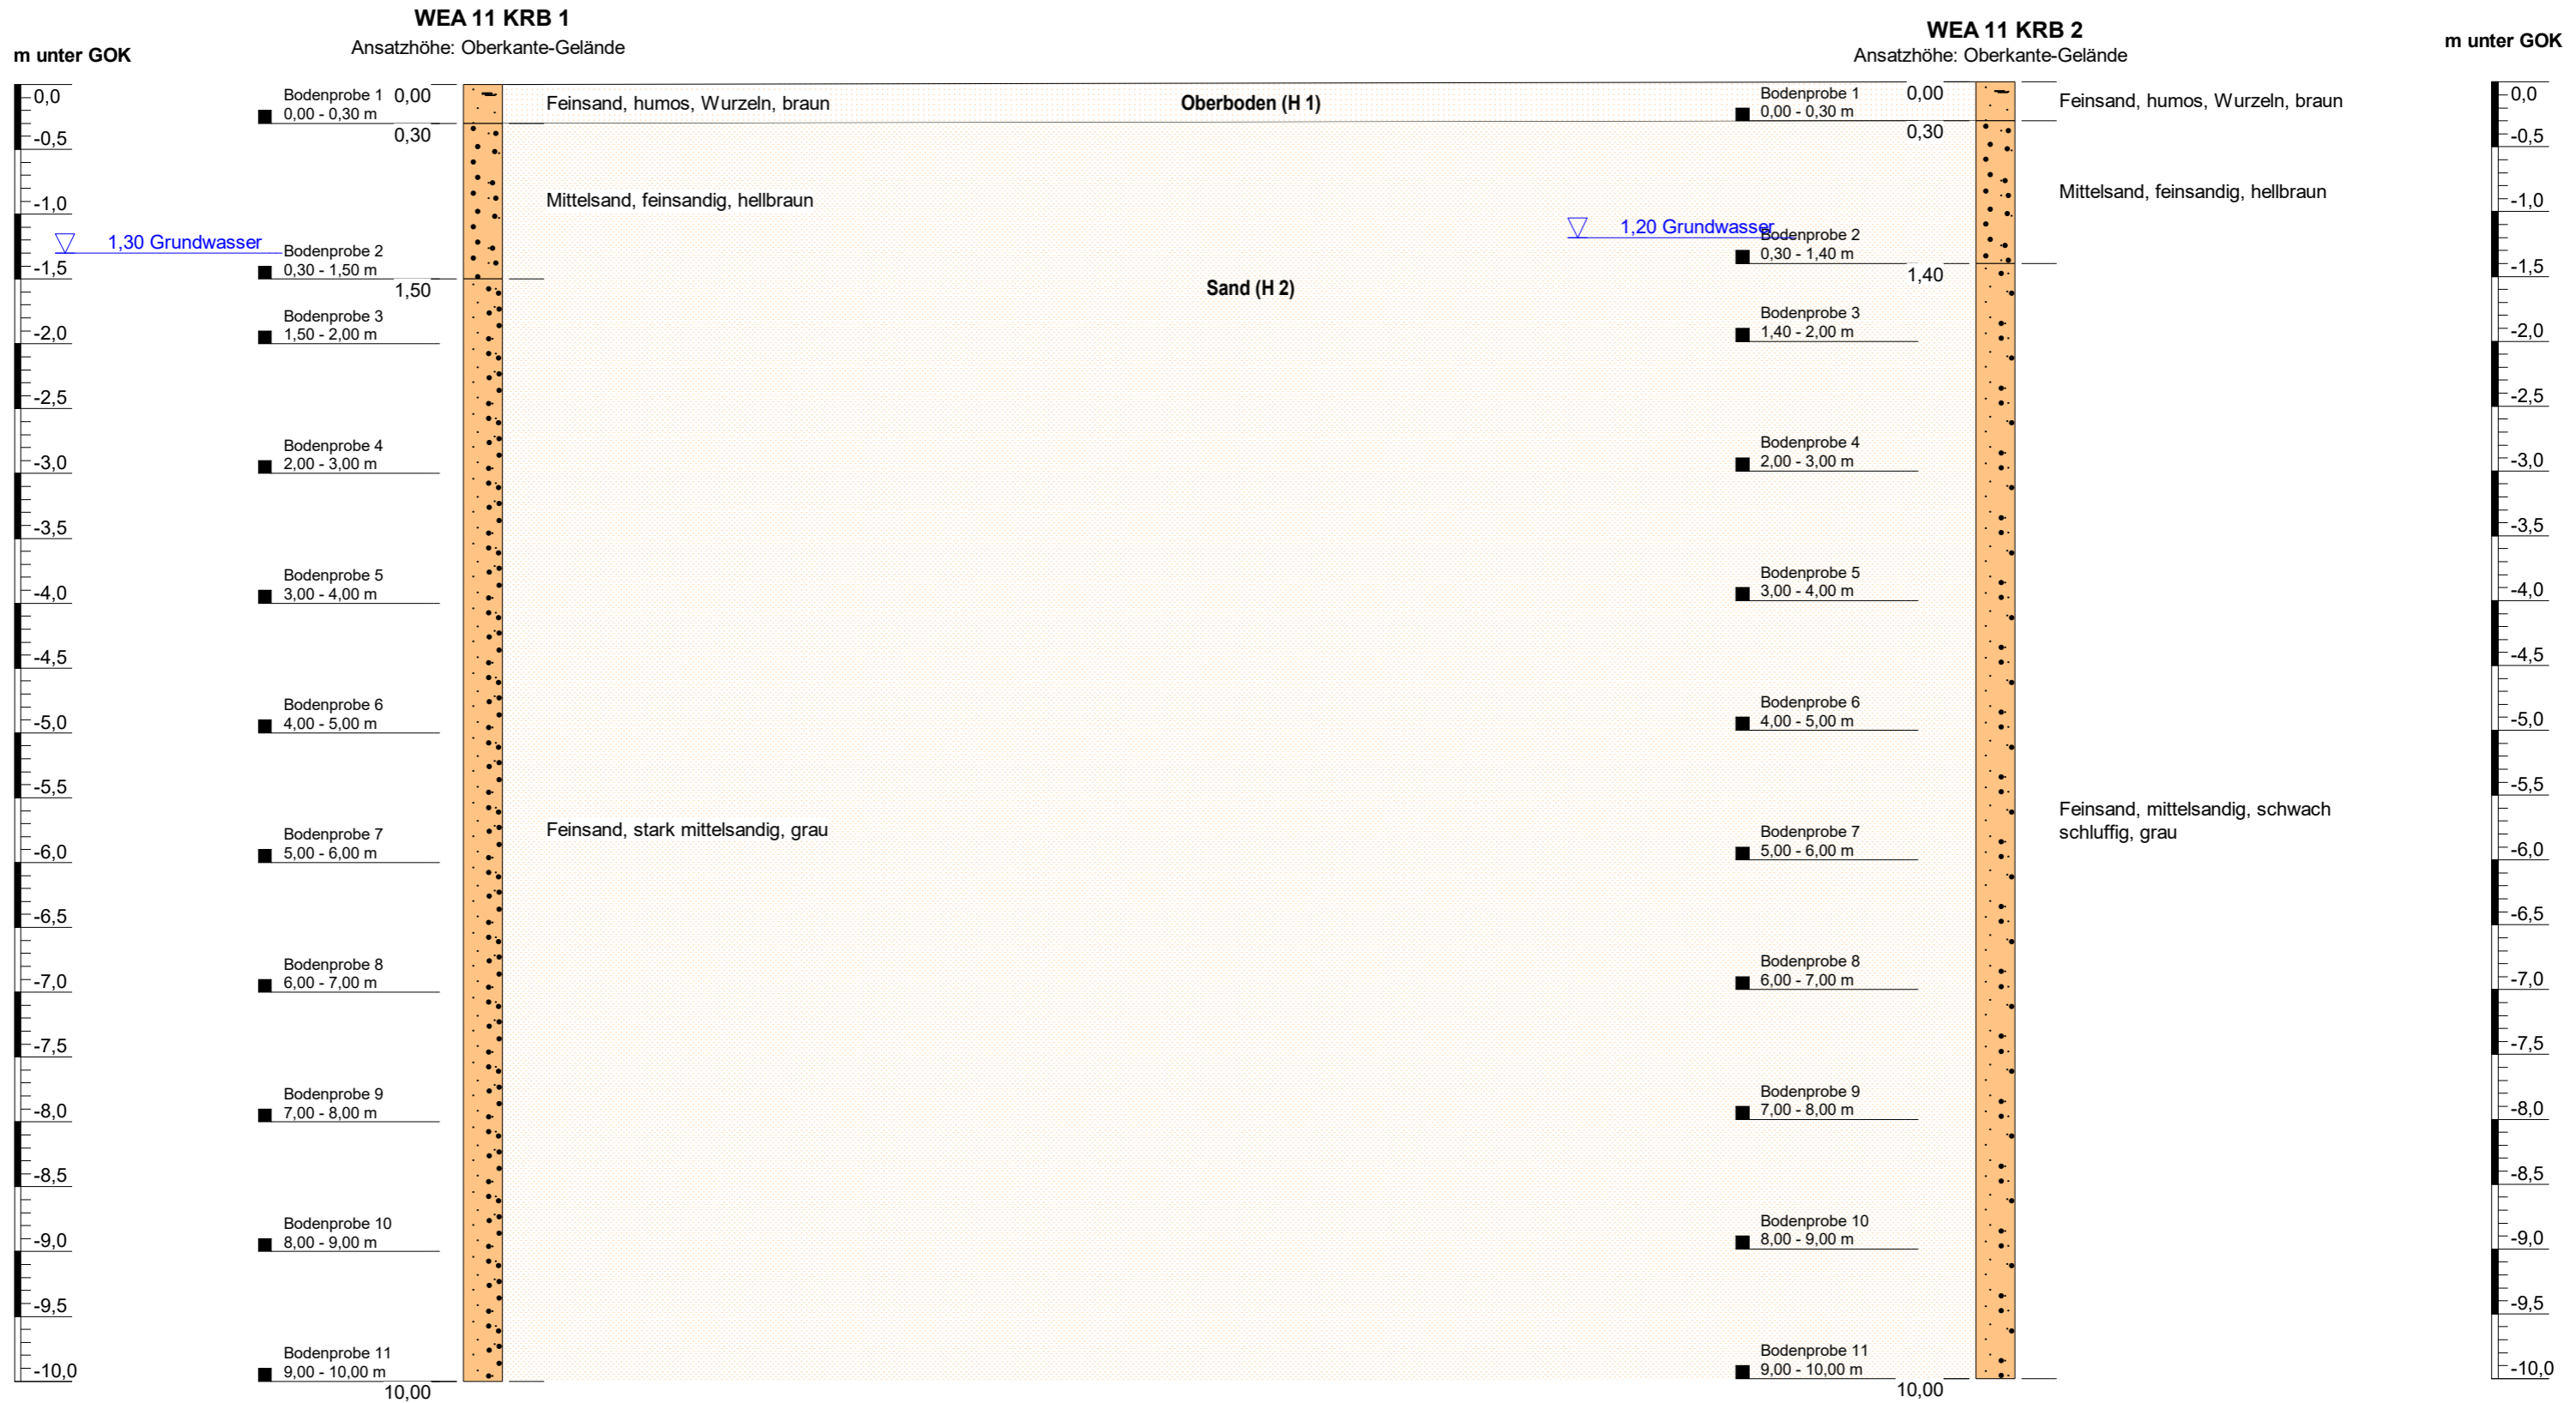 WEA 11 KRB 1
Ansatzhöhe: Oberkante-Gelände
m unter GOK
0,0
-0,5
-1,0
-1,5
-2,0
-2,5
-3,0
-3,5
-4,0
-4,5
-5,0
-5,5
-6,0
-6,5
-7,0
-7,5
-8,0
-8,5
-9,0
-9,5
-10,0
1,30 Grundwasser
Bodenprobe 1
0,00 - 0,30 m
Bodenprobe 2
0,30 - 1,50 m
Bodenprobe 3
1,50 - 2,00 m
Bodenprobe 4
2,00 - 3,00 m
Bodenprobe 5
3,00 - 4,00 m
Bodenprobe 6
4,00 - 5,00 m
Bodenprobe 7
5,00 - 6,00 m
Bodenprobe 8
6,00 - 7,00 m
Bodenprobe 9
7,00 - 8,00 m
Bodenprobe 10
8,00 - 9,00 m
Bodenprobe 11
9,00 - 10,00 m
0,00
0,30
1,50
10,00
Feinsand, humos, Wurzeln, braun
Mittelsand, feinsandig, hellbraun
Feinsand, stark mittelsandig, grau
Oberboden (H 1)
Sand (H 2)
WEA 11 KRB 2
Ansatzhöhe: Oberkante-Gelände
1,20 Grundwasser
Bodenprobe 1
0,00 - 0,30 m
Bodenprobe 2
0,30 - 1,40 m
Bodenprobe 3
1,40 - 2,00 m
Bodenprobe 4
2,00 - 3,00 m
Bodenprobe 5
3,00 - 4,00 m
Bodenprobe 6
4,00 - 5,00 m
Bodenprobe 7
5,00 - 6,00 m
Bodenprobe 8
6,00 - 7,00 m
Bodenprobe 9
7,00 - 8,00 m
Bodenprobe 10
8,00 - 9,00 m
Bodenprobe 11
9,00 - 10,00 m
0,00
0,30
1,40
10,00
Feinsand, humos, Wurzeln, braun
Mittelsand, feinsandig, hellbraun
Feinsand, mittelsandig, schwach
schluffig, grau
m unter GOK
0,0
-0,5
-1,0
-1,5
-2,0
-2,5
-3,0
-3,5
-4,0
-4,5
-5,0
-5,5
-6,0
-6,5
-7,0
-7,5
-8,0
-8,5
-9,0
-9,5
-10,0